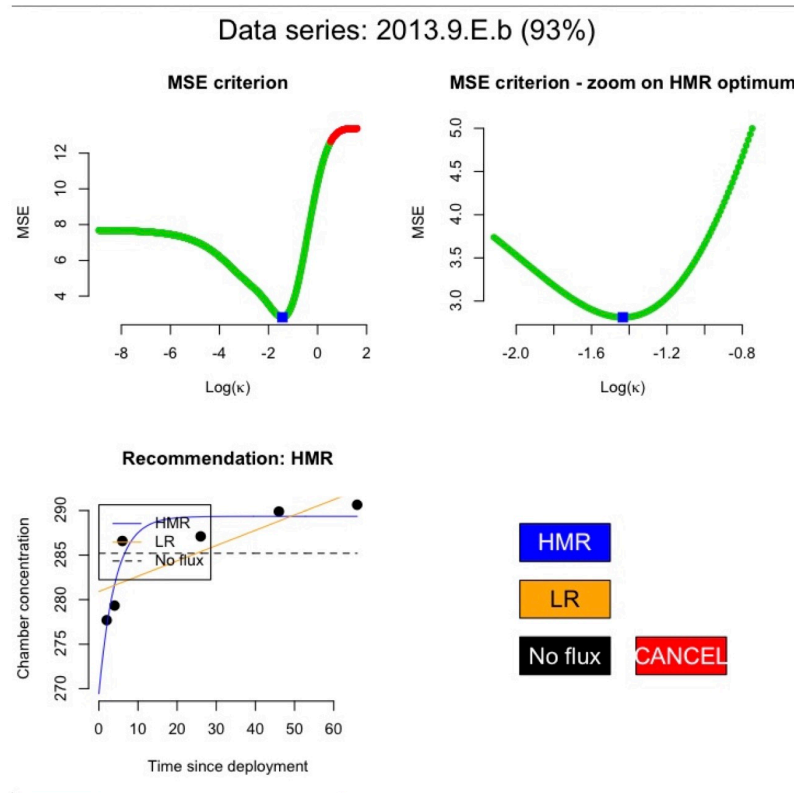 Data series: 2013.9.E.b (93%)
MSE criterion
MSE
12
10
8
6
4
-8 -6 -4 -2 0 2
Log(κ)
MSE criterion - zoom on HMR optimum
MSE
5.0
4.5
4.0
3.5
3.0
-2.0 -1.6 -1.2 -0.8
Log(κ)
Recommendation: HMR
Chamber concentration
290
285
280
275
270
HMR
LR
No flux
0 10 20 30 40 50 60
Time since deployment
HMR
LR
No flux CANCEL